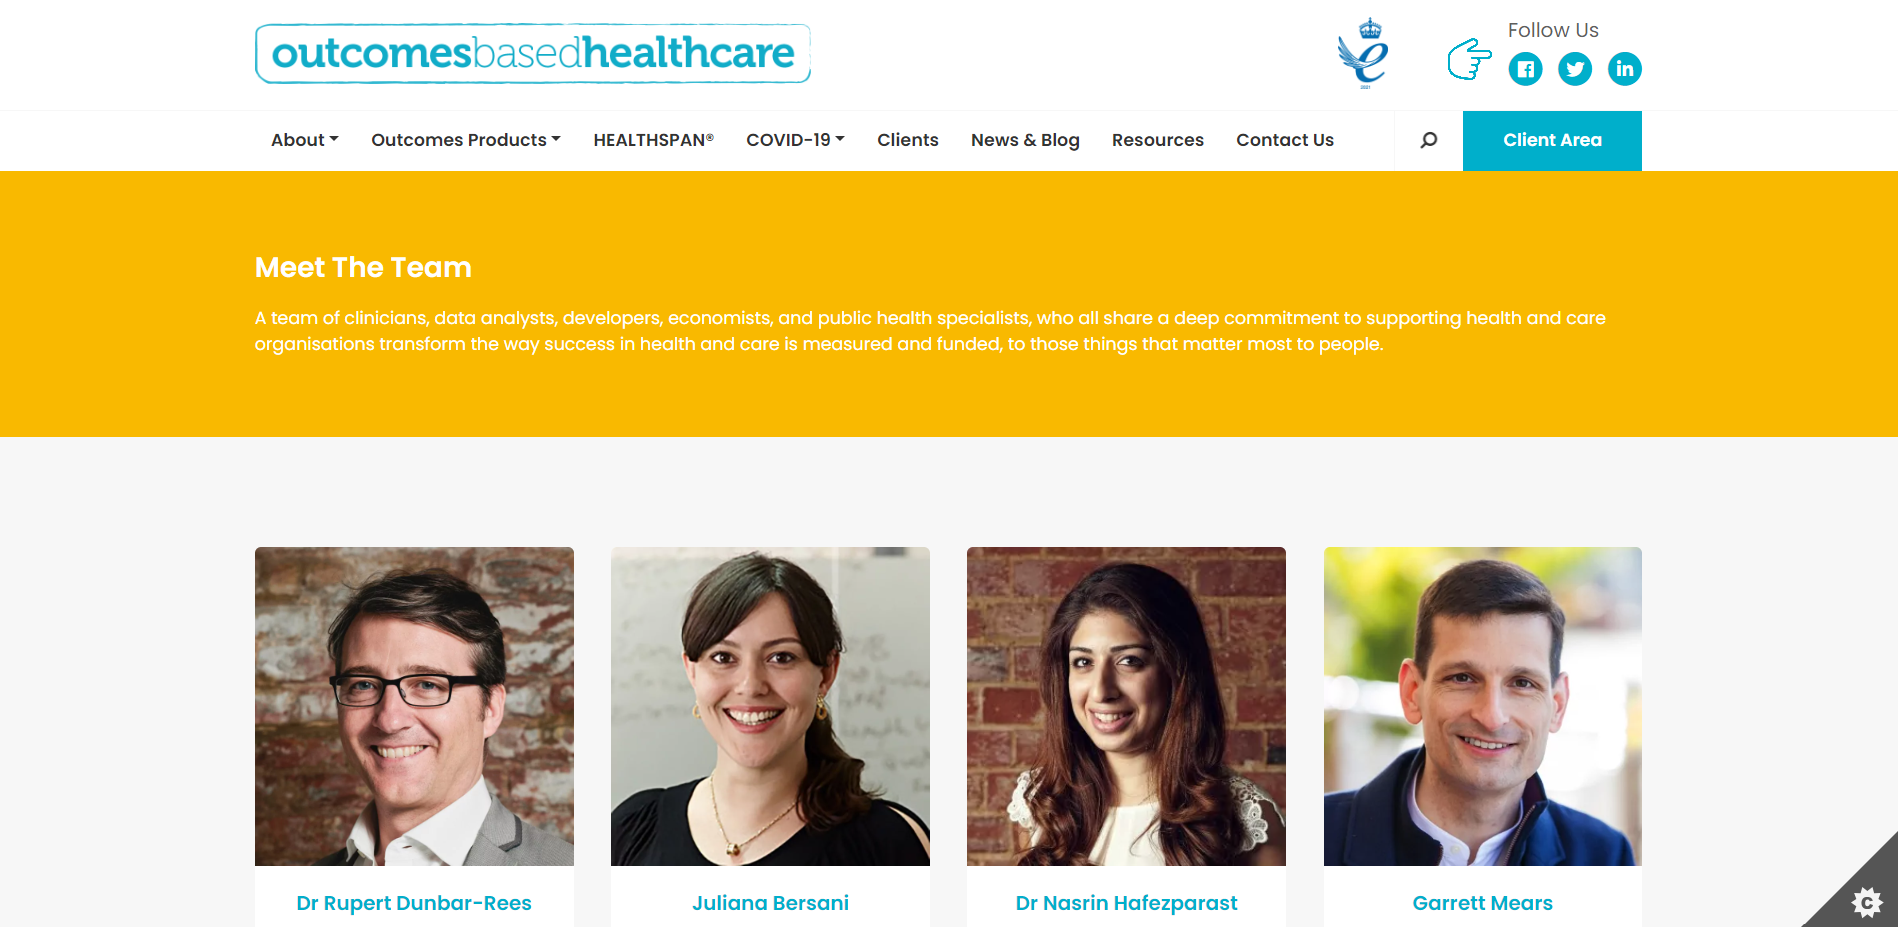 outcomesbasedhealthcare
2021
Follow Us
About
Outcomes Products
HEALTHSPAN®
COVID-19
Clients
News & Blog
Resources
Contact Us
Client Area
Meet The Team
A team of clinicians, data analysts, developers, economists, and public health specialists, who all share a deep commitment to supporting health and care
organisations transform the way success in health and care is measured and funded, to those things that matter most to people.
Dr Rupert Dunbar-Rees
Juliana Bersani
Dr Nasrin Hafezparast
Garrett Mears
C